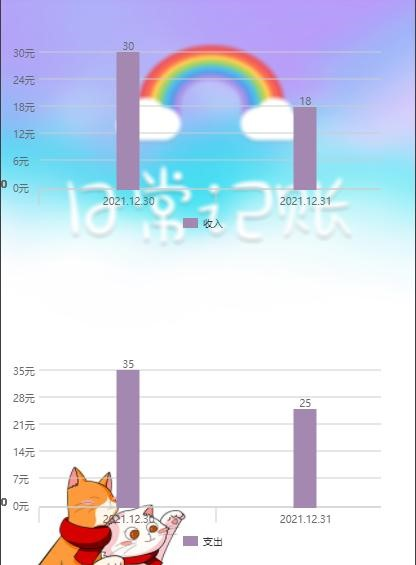 30元
24元
18元
12元
6元
0元
0
30
18
2021.12.30
2021.12.31
日常记账
收入
35元
28元
21元
14元
7元
0元
0
35
25
2021.12.30
2021.12.31
支出